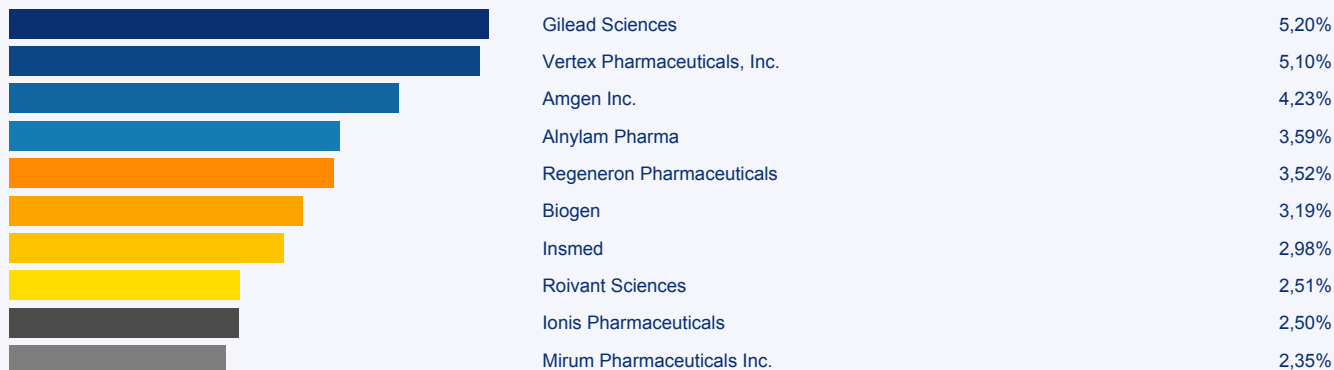 Gilead Sciences 5,20%
Vertex Pharmaceuticals, Inc. 5,10%
Amgen Inc. 4,23%
Alnylam Pharma 3,59%
Regeneron Pharmaceuticals 3,52%
Biogen 3,19%
Insmed 2,98%
Roivant Sciences 2,51%
Ionis Pharmaceuticals 2,50%
Mirum Pharmaceuticals Inc. 2,35%